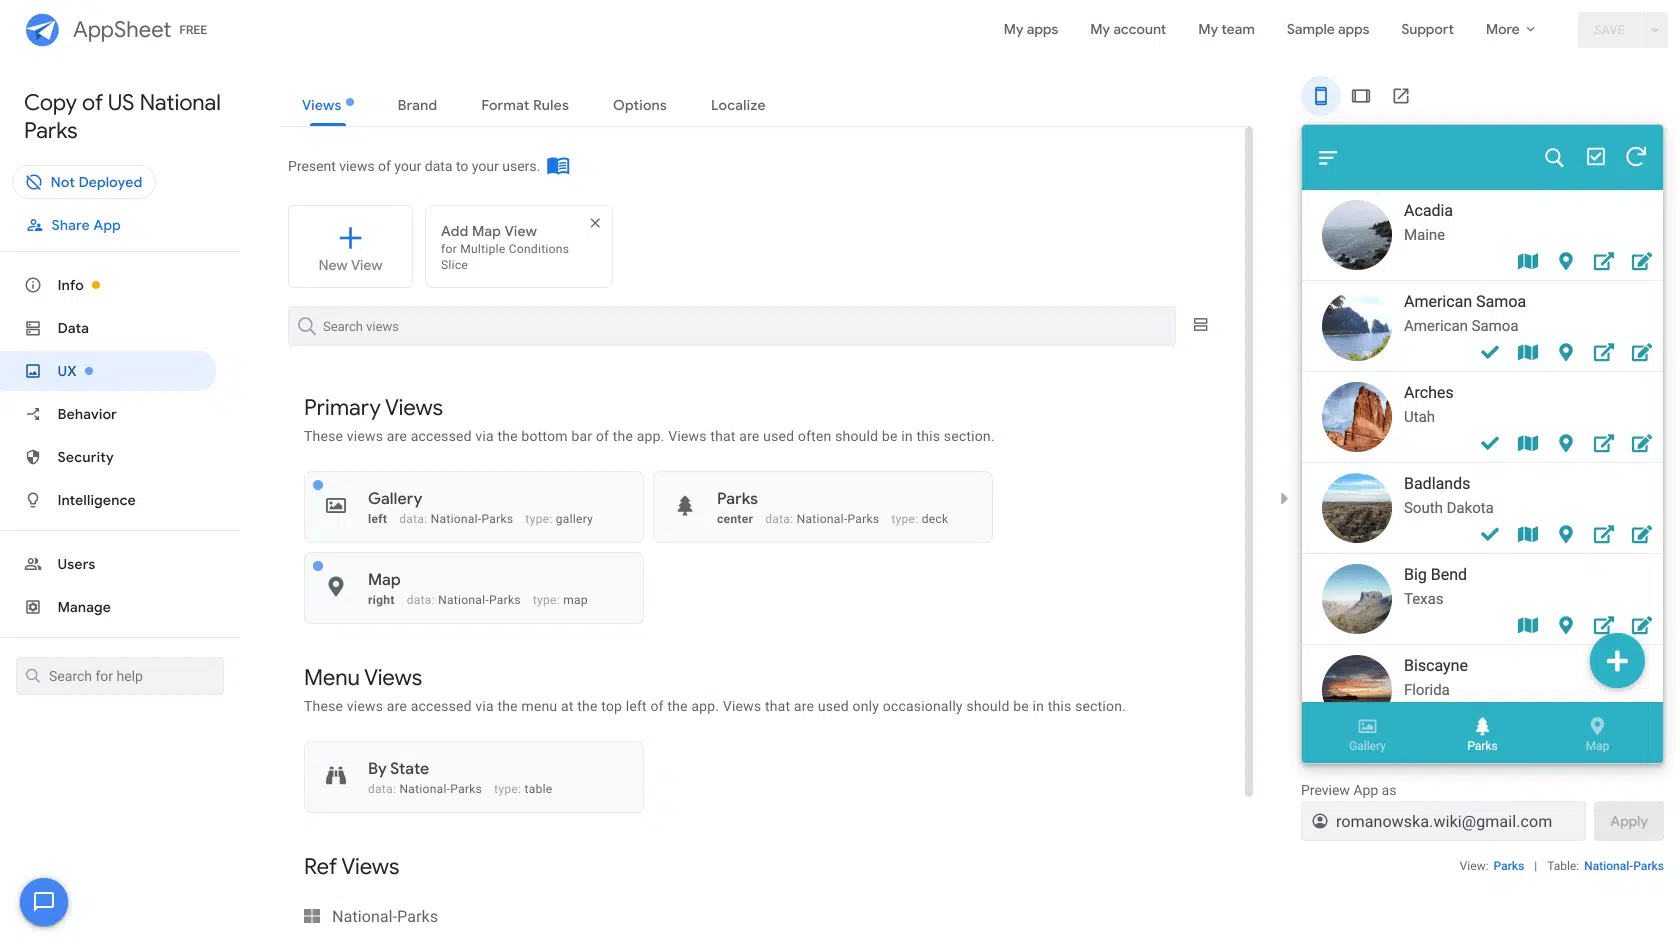 AppSheet FREE
My apps
My account
My team
Sample apps
Support
More
SAVE
Copy of US National
Parks
Not Deployed
Share App
Info
Data
UX
Behavior
Security
Intelligence
Users
Manage
Search for help
Views
Brand
Format Rules
Options
Localize
Present views of your data to your users.
New View
Add Map View
for Multiple Conditions
Slice
Search views
Primary Views
These views are accessed via the bottom bar of the app. Views that are used often should be in this section.
Gallery
left data: National-Parks type: gallery
Parks
center data: National-Parks type: deck
Map
right data: National-Parks type: map
Menu Views
These views are accessed via the menu at the top left of the app. Views that are used only occasionally should be in this section.
By State
data: National-Parks type: table
Ref Views
National-Parks
Acadia
Maine
American Samoa
American Samoa
Arches
Utah
Badlands
South Dakota
Big Bend
Texas
Biscayne
Florida
Gallery
Parks
Map
Preview App as
romanowska.wiki@gmail.com
Apply
View: Parks | Table: National-Parks